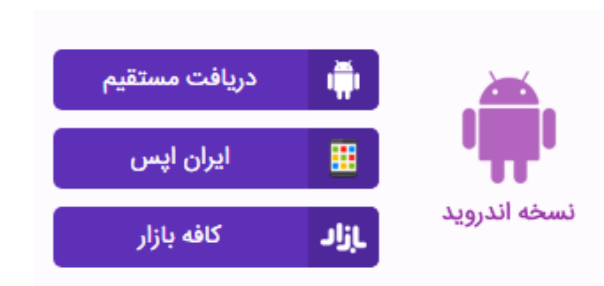 نسخه اندروید
دریافت مستقیم
ایران اپس
بازار
کافه بازار